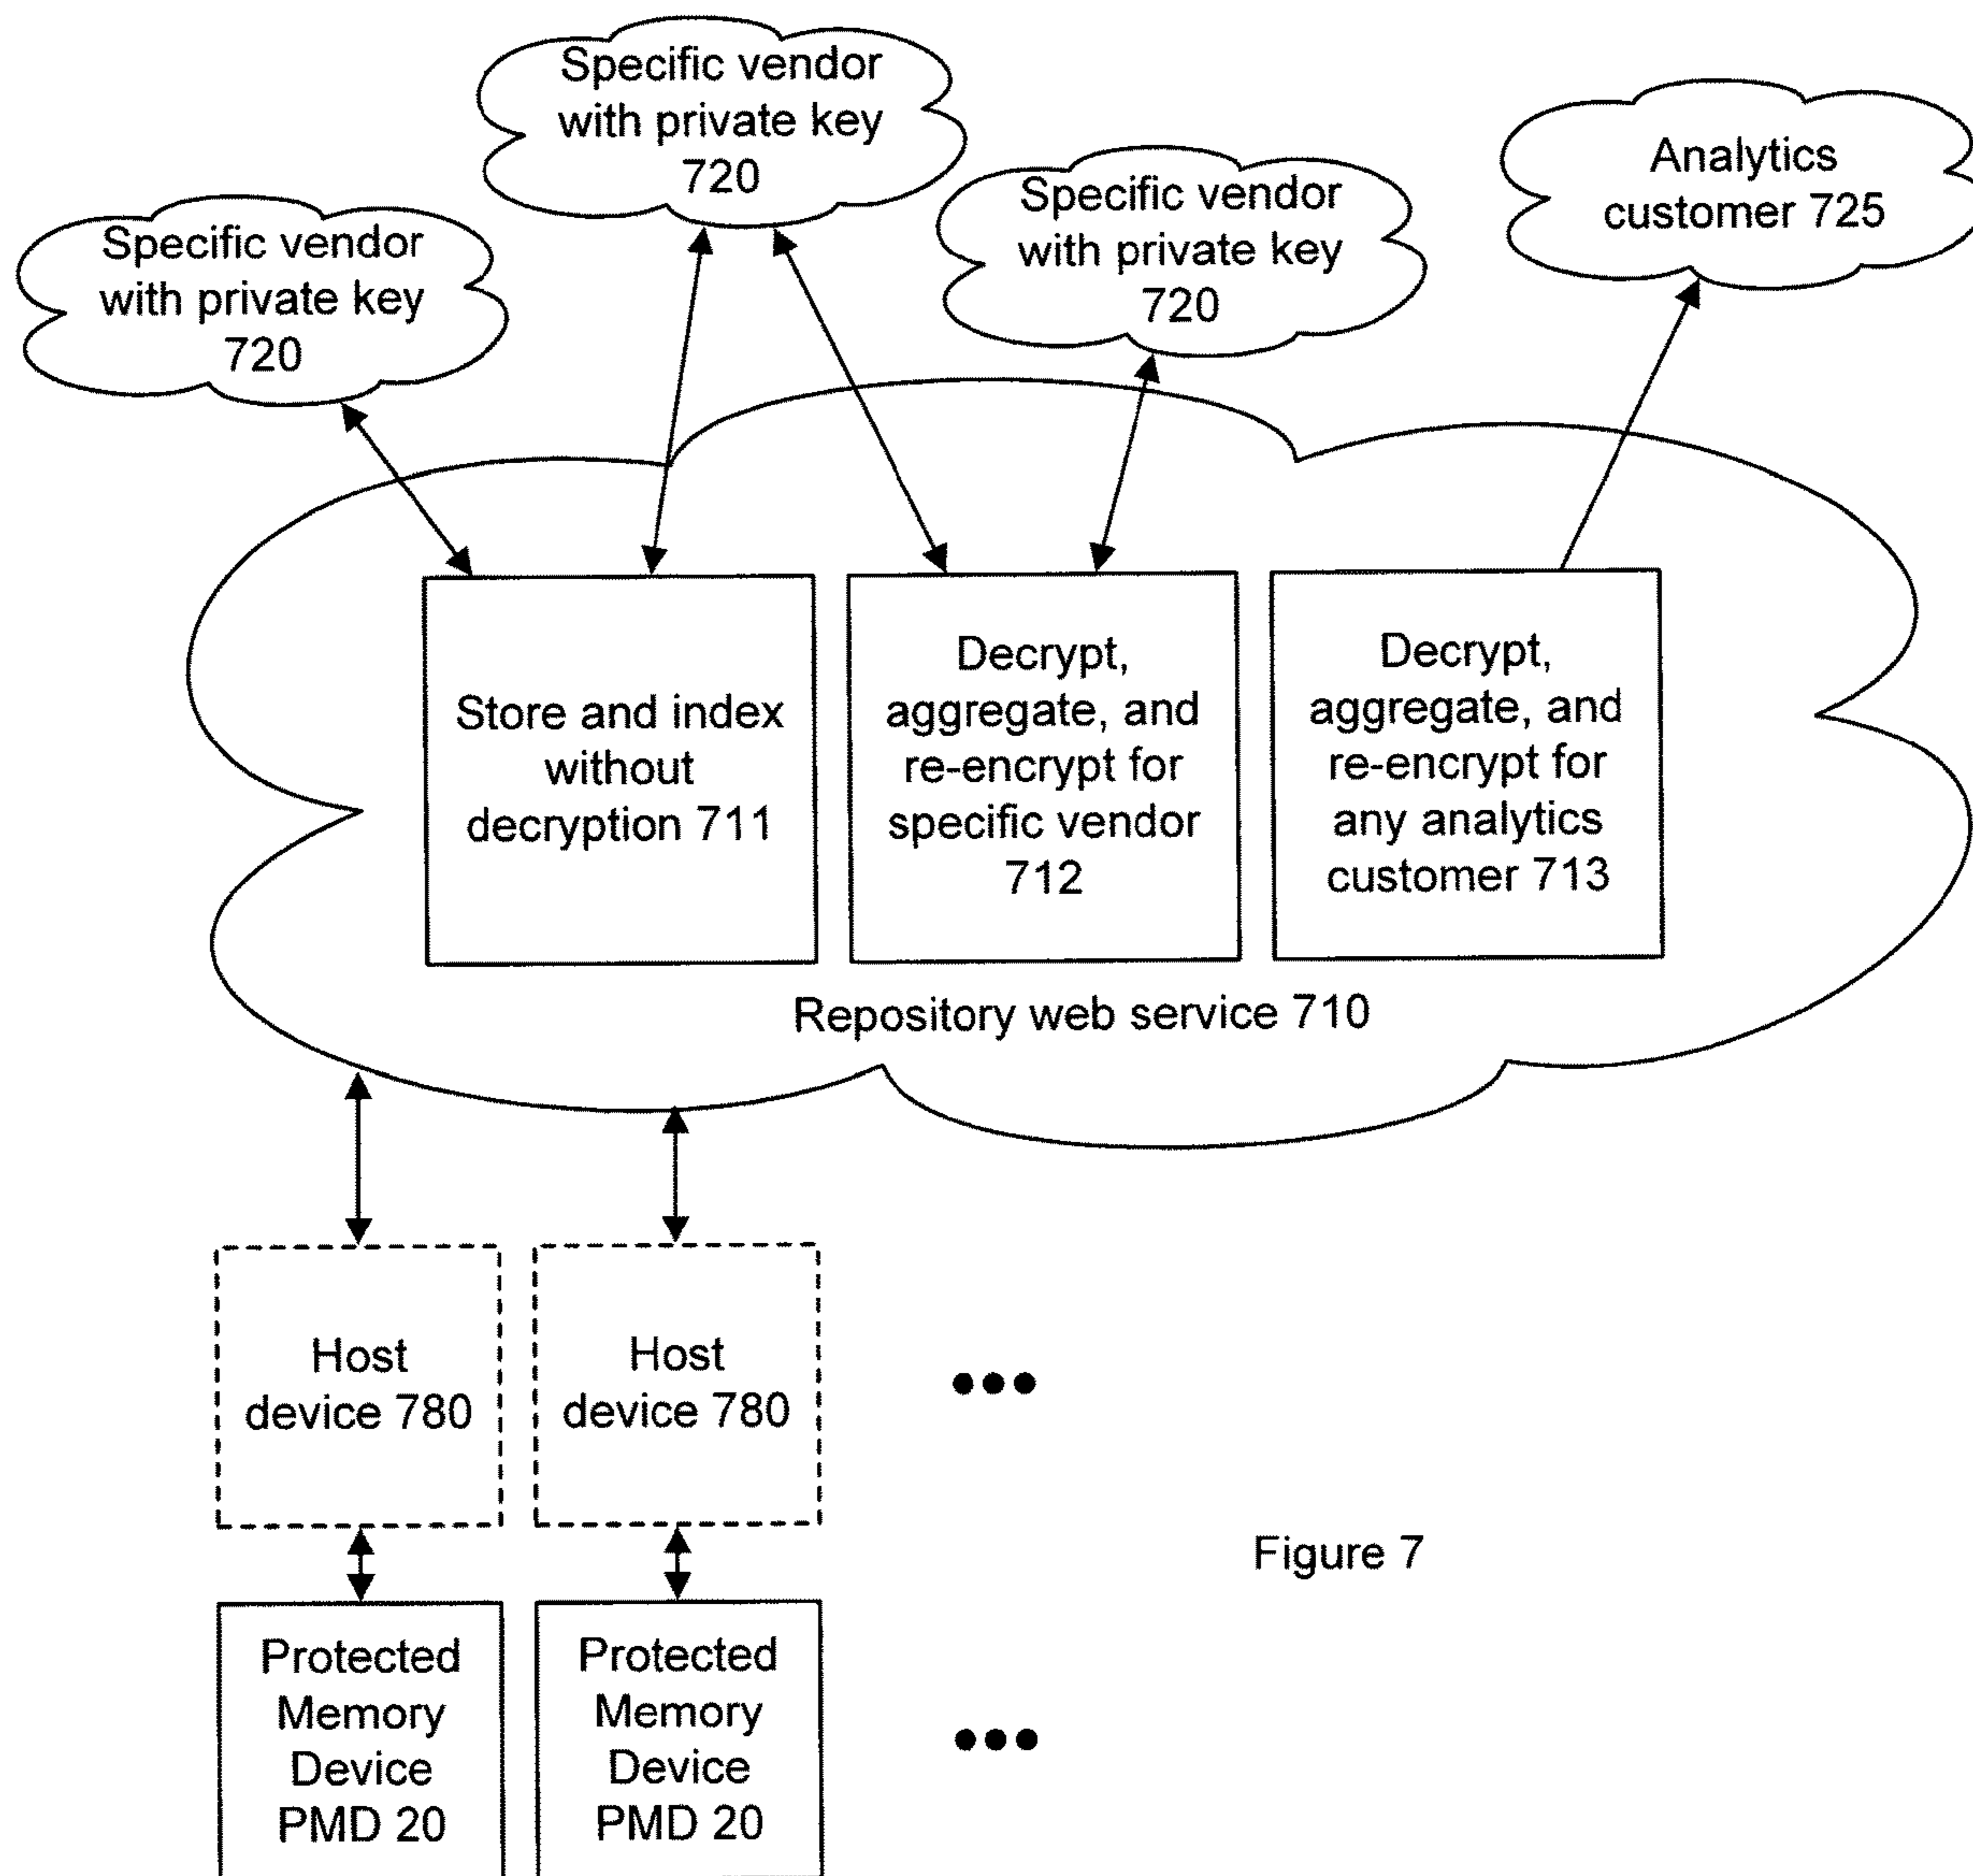 Specific vendor
with private key
720
Specific vendor
with private key
720
Specific vendor
with private key
720
Analytics
customer 725
Store and index
without
decryption 711
Decrypt,
aggregate, and
re-encrypt for
specific vendor
712
Decrypt,
aggregate, and
re-encrypt for
any analytics
customer 713
Repository web service 710
Host
device 780
Host
device 780
Figure 7
Protected
Memory
Device
PMD 20
Protected
Memory
Device
PMD 20